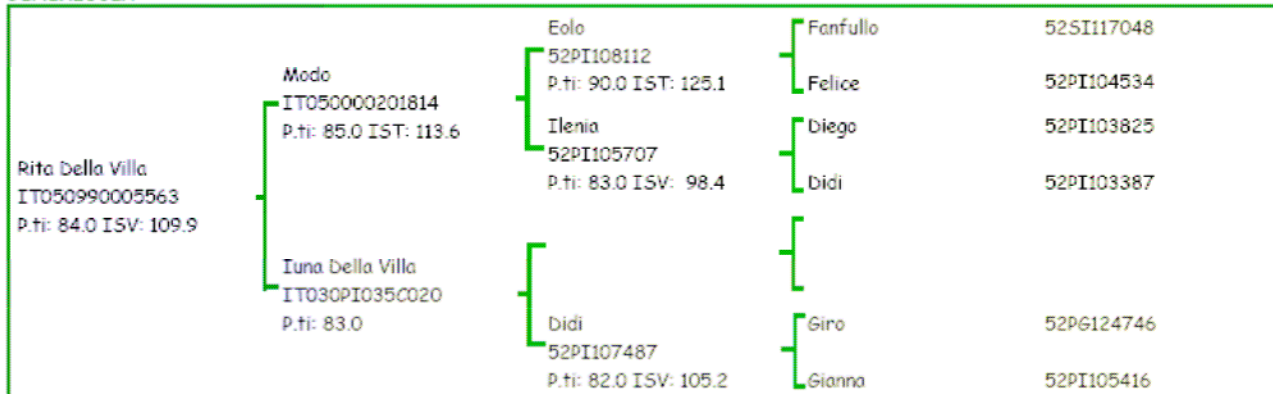 Rita Della Villa
IT050990005563
P.ti: 84.0 ISV: 109.9
Modo
IT050000201814
P.ti: 85.0 IST: 113.6
Iuna Della Villa
IT030PI035C020
P.ti: 83.0
Eolo
52PI108112
P.ti: 90.0 IST: 125.1
Ilenia
52PI105707
P.ti: 83.0 ISV: 98.4
Didi
52PI107487
P.ti: 82.0 ISV: 105.2
Fanfullo 52SI117048
Felice 52PI104534
Diego 52PI103825
Didi 52PI103387
Giro 52PG124746
Gianna 52PI105416